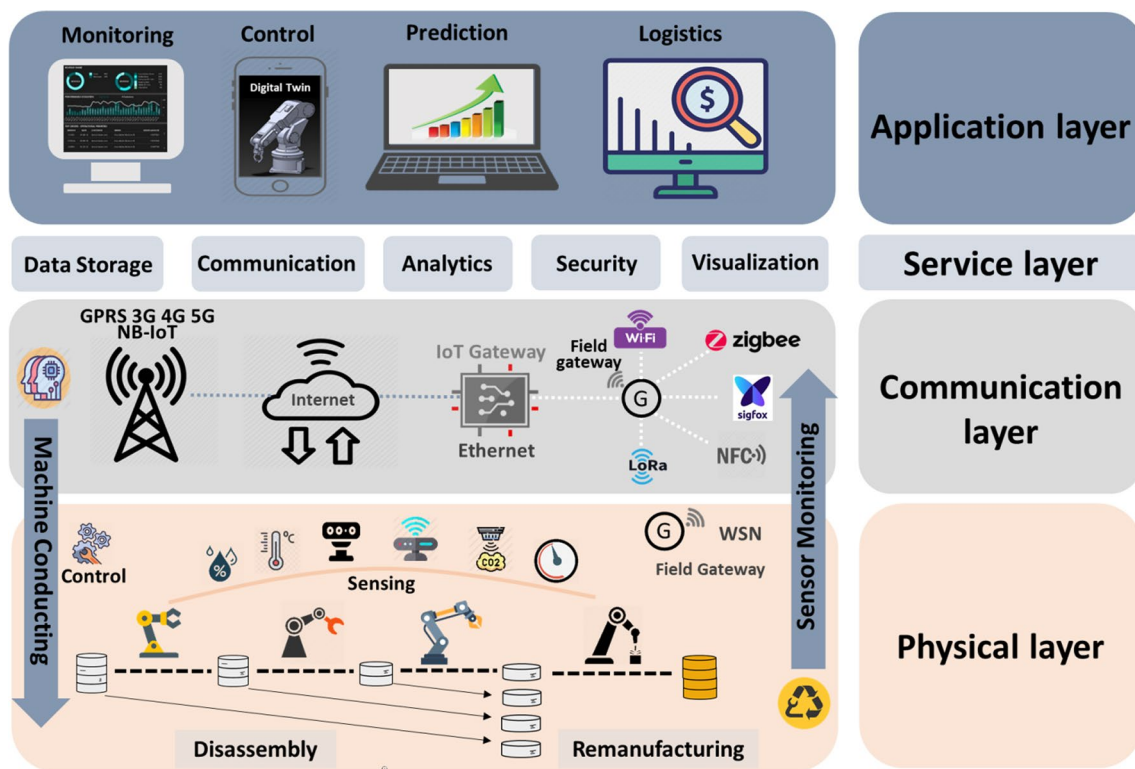 Monitoring
Control
Prediction
Logistics
Digital Twin
$
Application layer
Data Storage
Communication
Analytics
Security
Visualization
Service layer
GPRS 3G 4G 5G
NB-IoT
Internet
IoT Gateway
Ethernet
Field
gateway
G
Wi-Fi
zigbee
sigfox
NFC
LoRa
Communication
layer
Machine Conducting
Sensor Monitoring
Control
%
°C
CO2
Sensing
G
WSN
Field Gateway
Disassembly
Remanufacturing
Physical layer